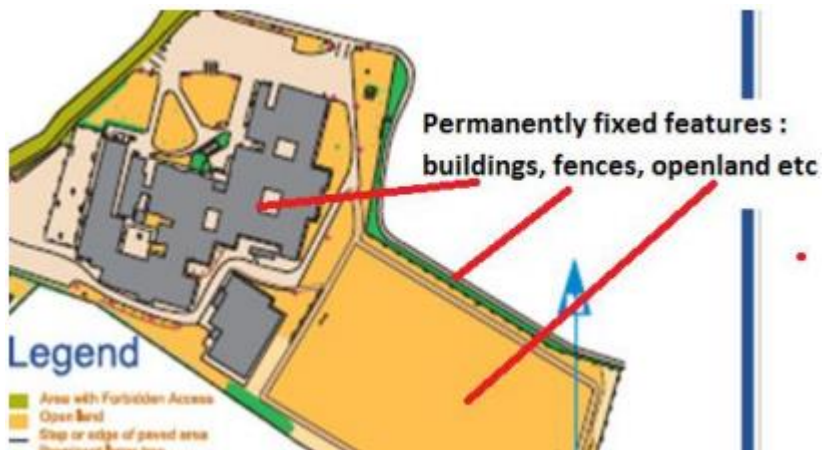 Permanently fixed features :
buildings, fences, openland etc
Legend
Area with Forbidden Access
Open land
Step or edge of paved area